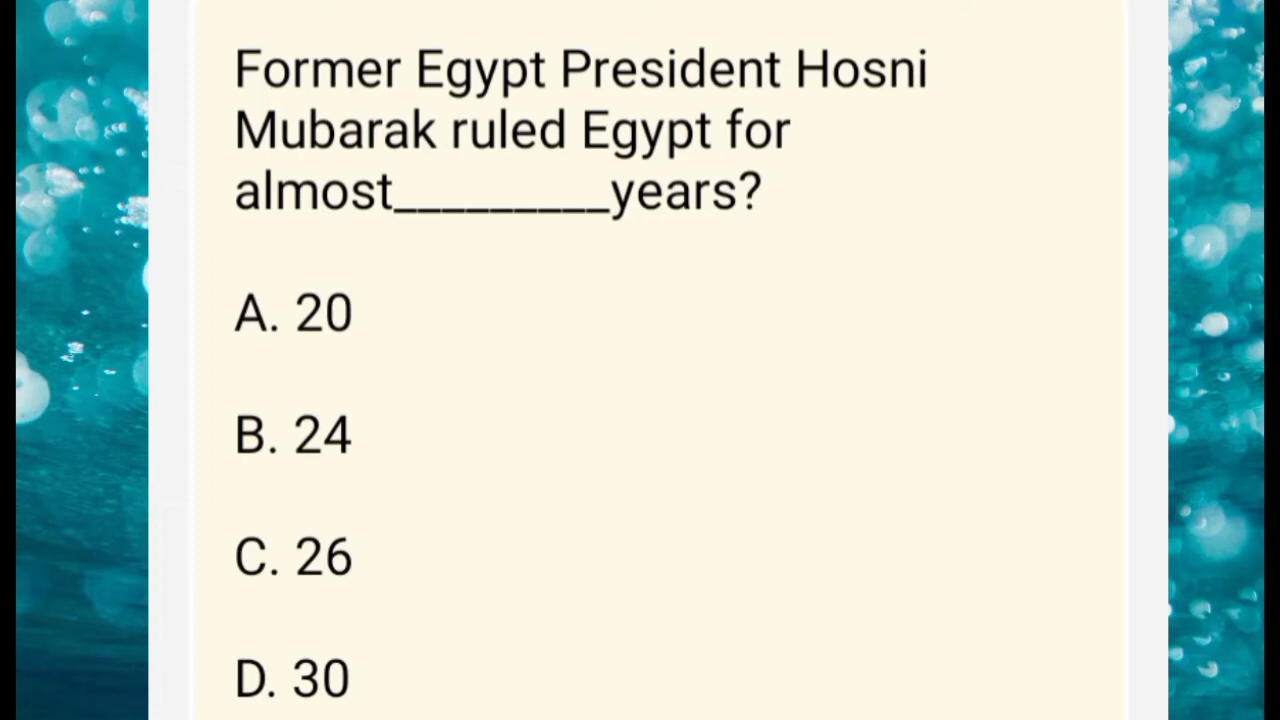 Former Egypt President Hosni
Mubarak ruled Egypt for
almost_________years?
A. 20
B. 24
C. 26
D. 30